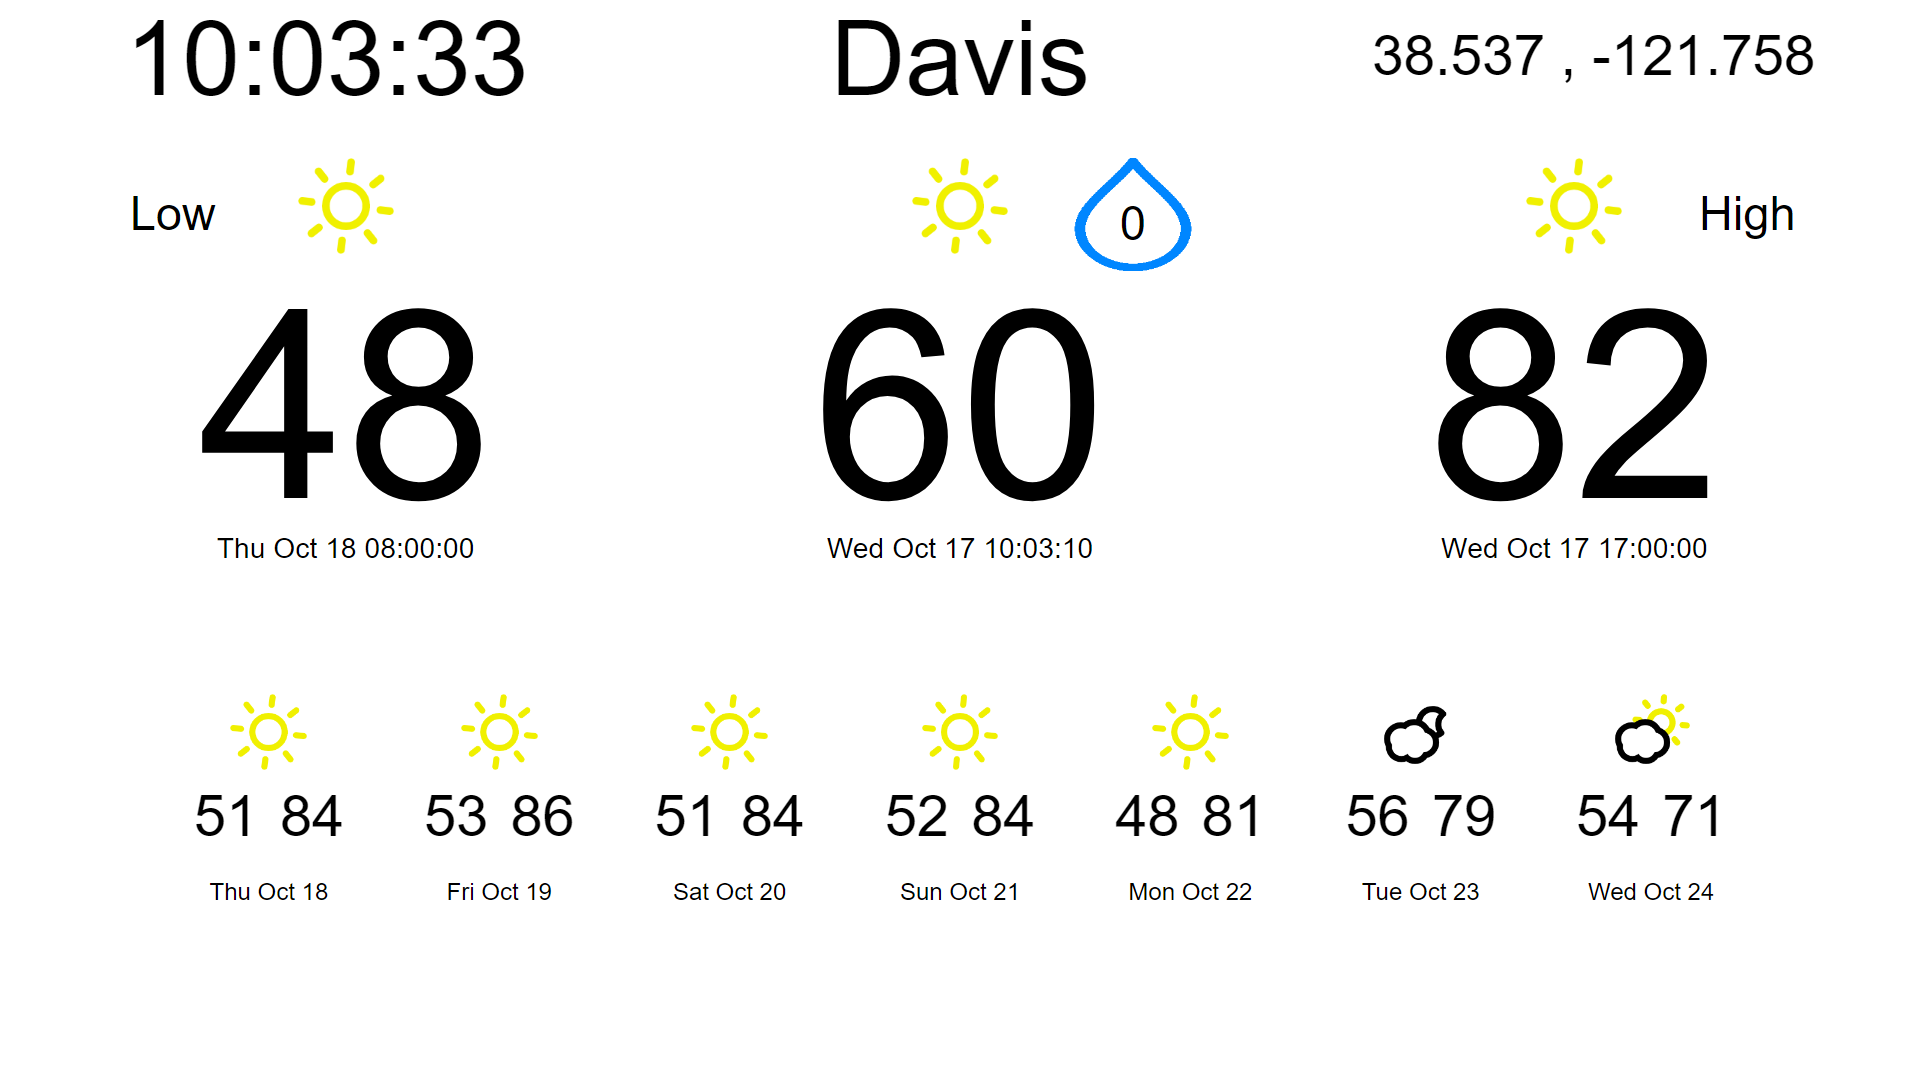 10:03:33 Davis 38.537 , -121.758
Low 0 High
48 60 82
Thu Oct 18 08:00:00 Wed Oct 17 10:03:10 Wed Oct 17 17:00:00
51 84 53 86 51 84 52 84 48 81 56 79 54 71
Thu Oct 18 Fri Oct 19 Sat Oct 20 Sun Oct 21 Mon Oct 22 Tue Oct 23 Wed Oct 24